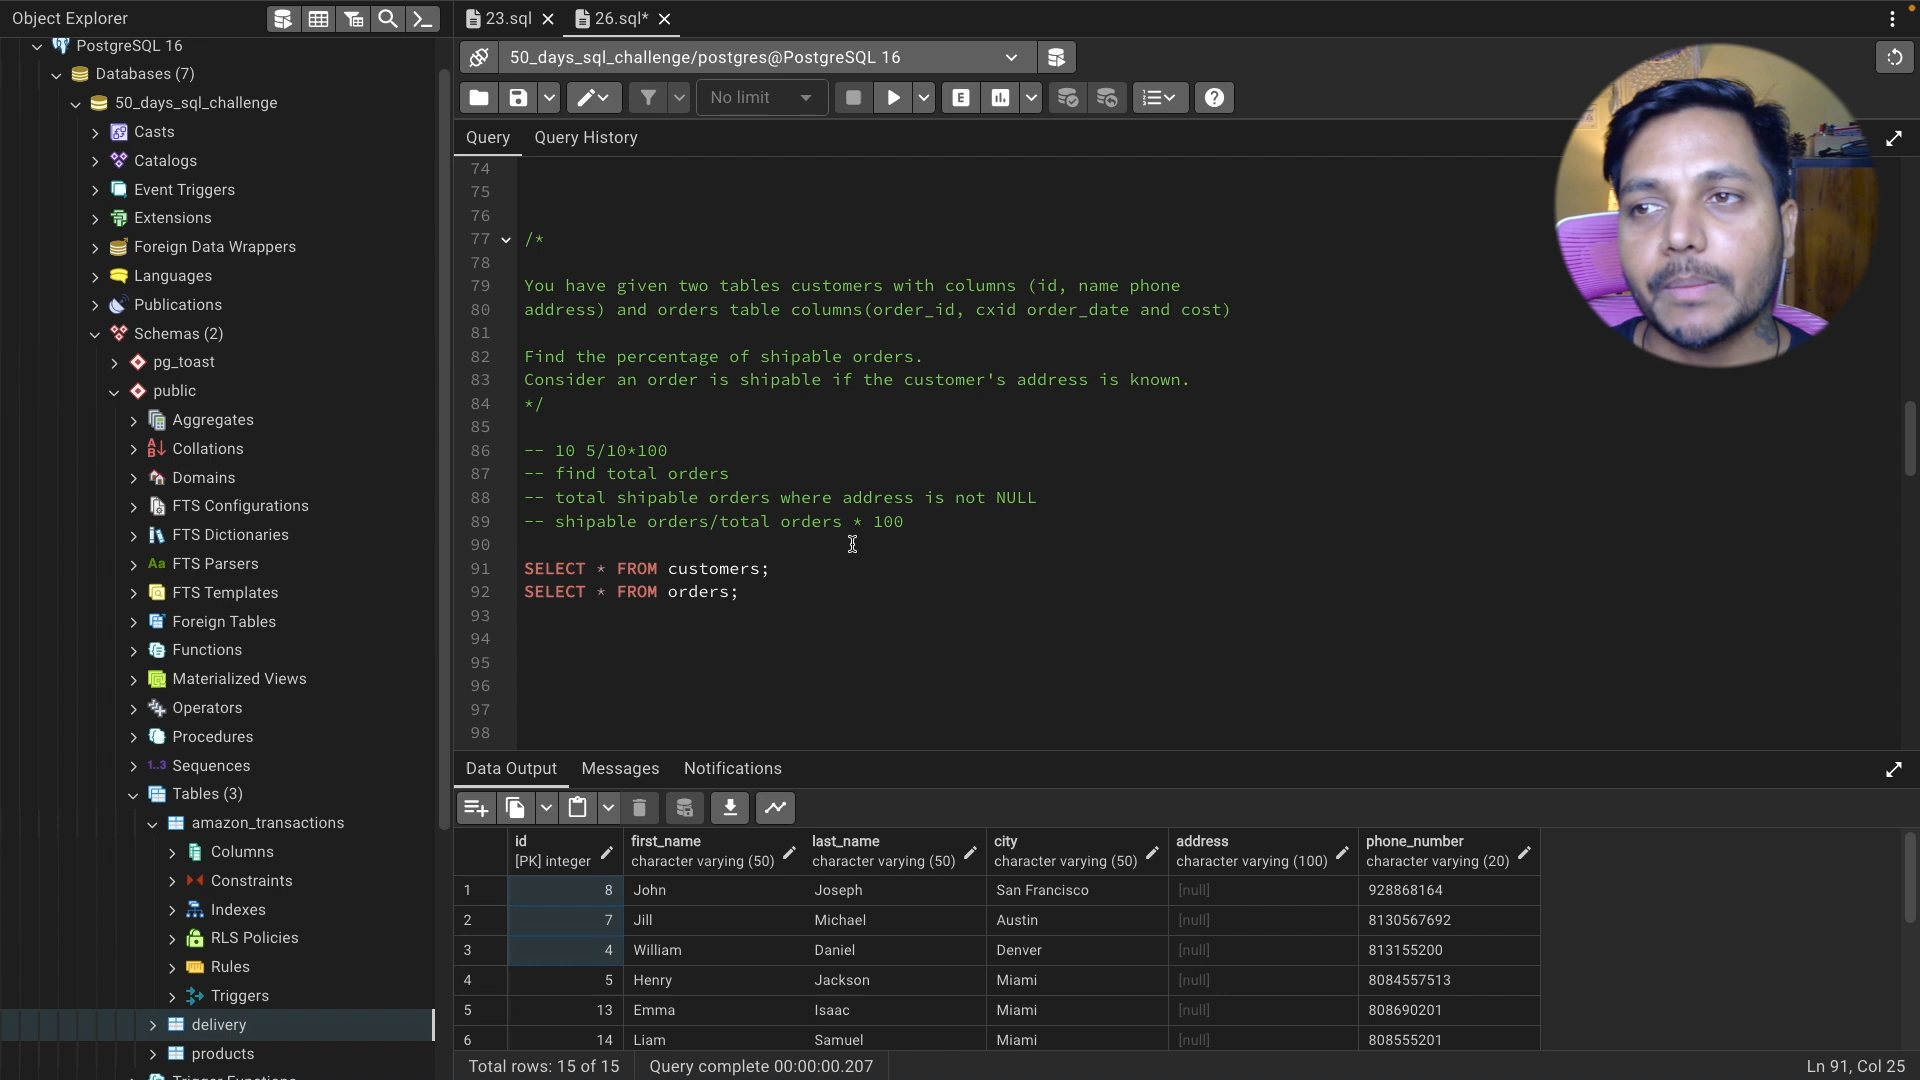 Object Explorer
23.sql
26.sql*
PostgreSQL 16
Databases (7)
50_days_sql_challenge
Casts
Catalogs
Event Triggers
Extensions
Foreign Data Wrappers
Languages
Publications
Schemas (2)
pg_toast
public
Aggregates
Collations
Domains
FTS Configurations
FTS Dictionaries
Aa FTS Parsers
FTS Templates
Foreign Tables
Functions
Materialized Views
Operators
Procedures
1..3 Sequences
Tables (3)
amazon_transactions
Columns
Constraints
Indexes
RLS Policies
Rules
Triggers
delivery
products
Trigger Functions
50_days_sql_challenge/postgres@PostgreSQL 16
No limit
E
Query Query History
74
75
76
77 /*
78
79 You have given two tables customers with columns (id, name phone
80 address) and orders table columns(order_id, cxid order_date and cost)
81
82 Find the percentage of shipable orders.
83 Consider an order is shipable if the customer's address is known.
84 */
85
86 -- 10 5/10*100
87 -- find total orders
88 -- total shipable orders where address is not NULL
89 -- shipable orders/total orders * 100
90
91 SELECT * FROM customers;
92 SELECT * FROM orders;
93
94
95
96
97
98
Data Output Messages Notifications
id first_name last_name city address phone_number
[PK] integer character varying (50) character varying (50) character varying (50) character varying (100) character varying (20)
1 8 John Joseph San Francisco [null] 928868164
2 7 Jill Michael Austin [null] 8130567692
3 4 William Daniel Denver [null] 813155200
4 5 Henry Jackson Miami [null] 8084557513
5 13 Emma Isaac Miami [null] 808690201
6 14 Liam Samuel Miami [null] 808555201
Total rows: 15 of 15 Query complete 00:00:00.207 Ln 91, Col 25